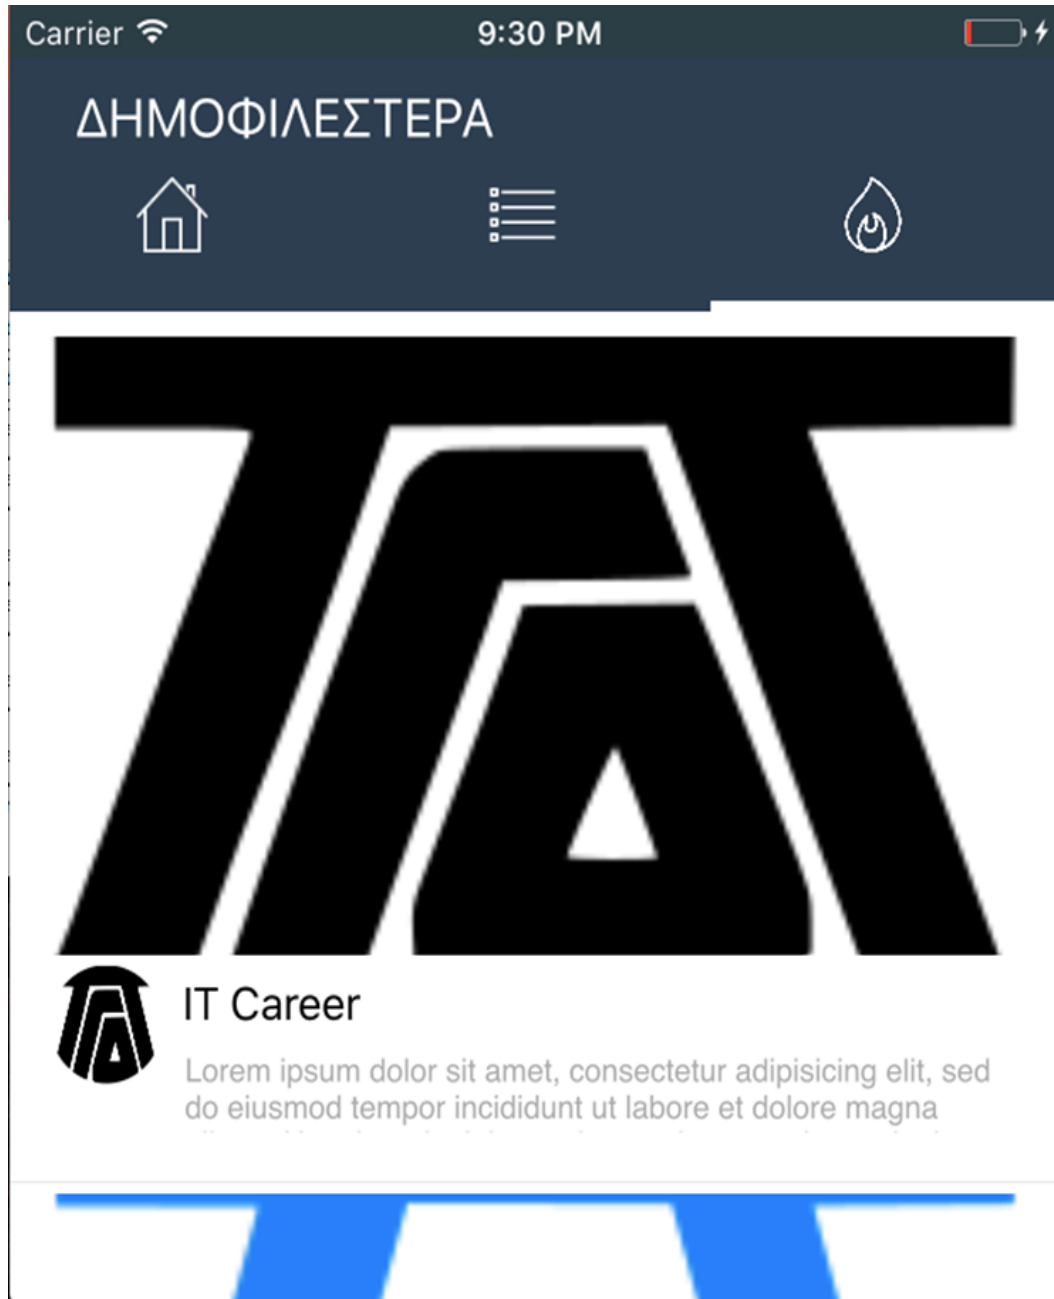 Carrier
9:30 PM
ΔΗΜΟΦΙΛΕΣΤΕΡΑ
IT Career
Lorem ipsum dolor sit amet, consectetur adipisicing elit, sed
do eiusmod tempor incididunt ut labore et dolore magna